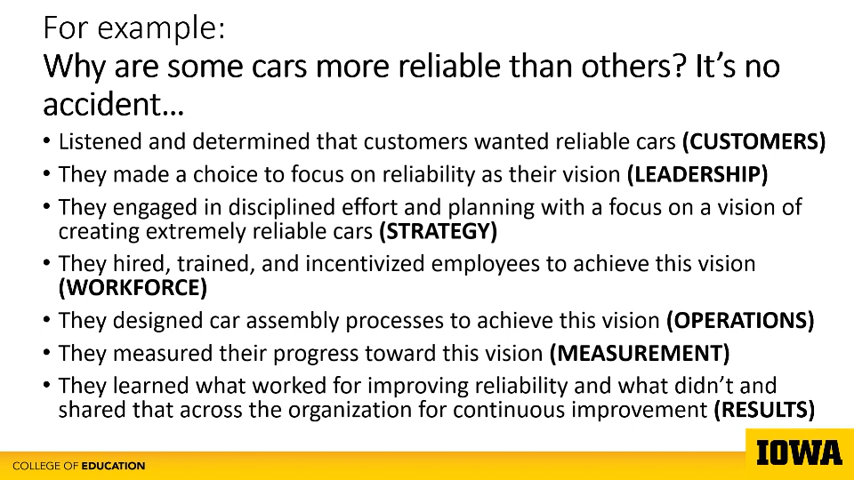 For example:
Why are some cars more reliable than others? It's no
accident…
• Listened and determined that customers wanted reliable cars (CUSTOMERS)
• They made a choice to focus on reliability as their vision (LEADERSHIP)
• They engaged in disciplined effort and planning with a focus on a vision of
creating extremely reliable cars (STRATEGY)
• They hired, trained, and incentivized employees to achieve this vision
(WORKFORCE)
• They designed car assembly processes to achieve this vision (OPERATIONS)
• They measured their progress toward this vision (MEASUREMENT)
• They learned what worked for improving reliability and what didn't and
shared that across the organization for continuous improvement (RESULTS)
COLLEGE OF EDUCATION
IOWA